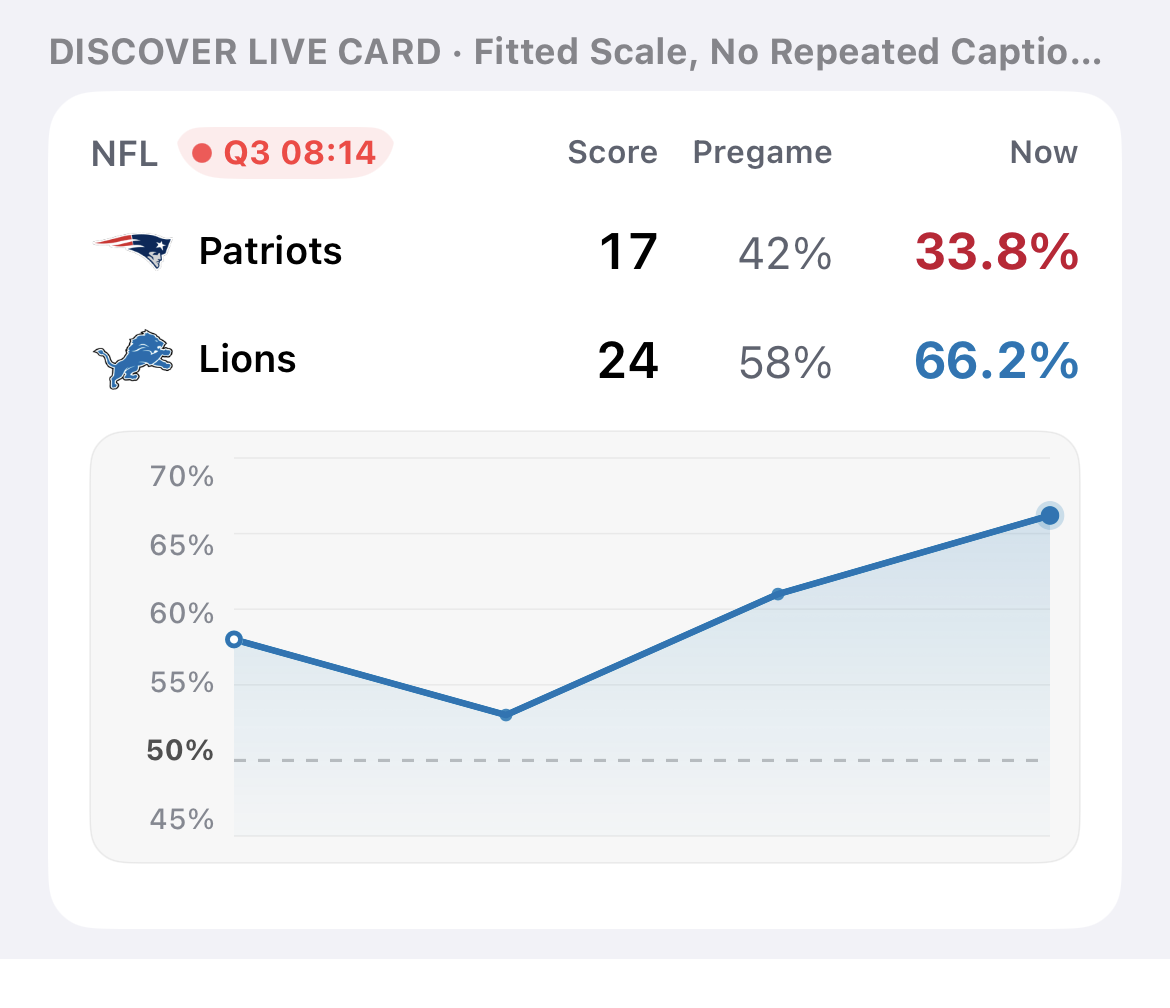 DISCOVER LIVE CARD · Fitted Scale, No Repeated Captio...
NFL Q3 08:14 Score Pregame Now
Patriots 17 42% 33.8%
Lions 24 58% 66.2%
70%
65%
60%
55%
50%
45%